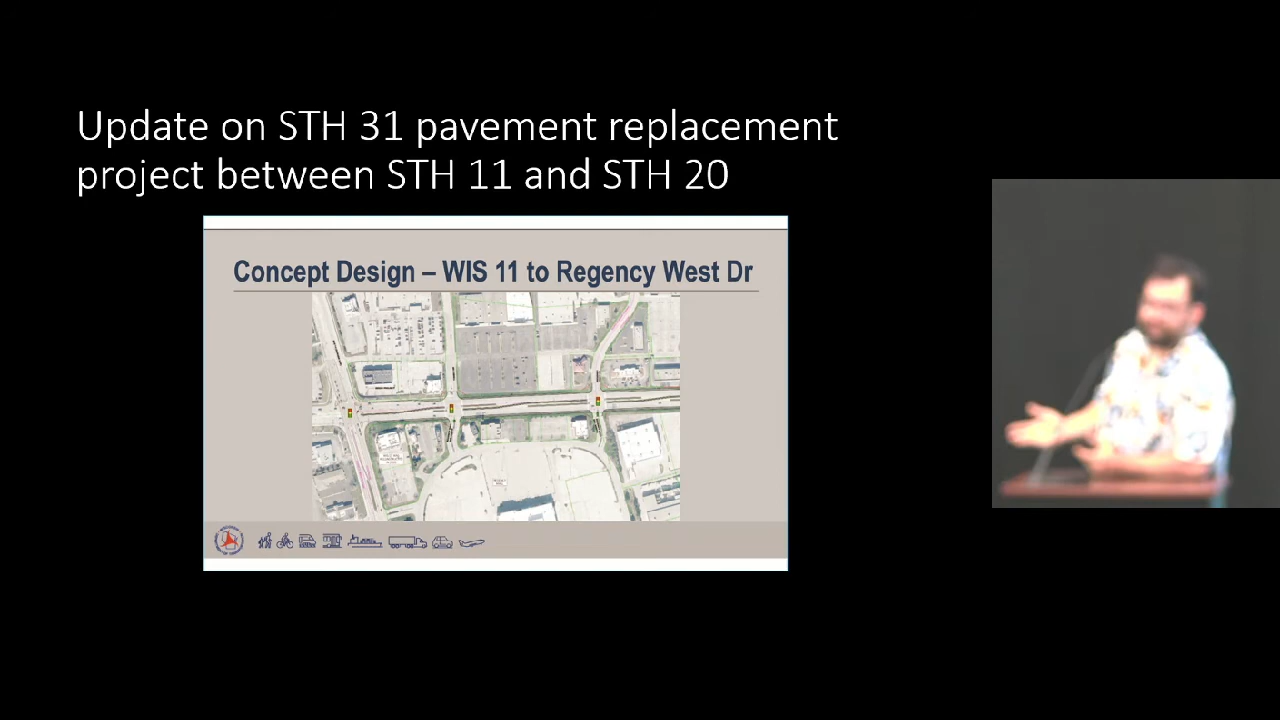 Update on STH 31 pavement replacement
project between STH 11 and STH 20
Concept Design – WIS 11 to Regency West Dr